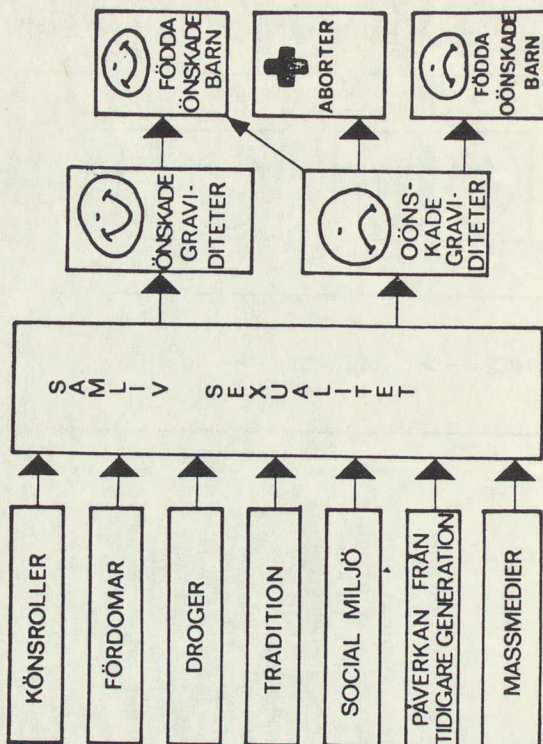 KÖNSROLLER
FÖRDOMAR
DROGER
TRADITION
SOCIAL MILJÖ
PÅVERKAN FRÅN
TIDIGARE GENERATION
MASSMEDIER
SAMLIV
SEXUALITET
ÖNSKADE
GRAVI-
DITETER
OÖNS-
KADE
GRAVI-
DITETER
FÖDDA
ÖNSKADE
BARN
ABORTER
FÖDDA
OÖNSKADE
BARN